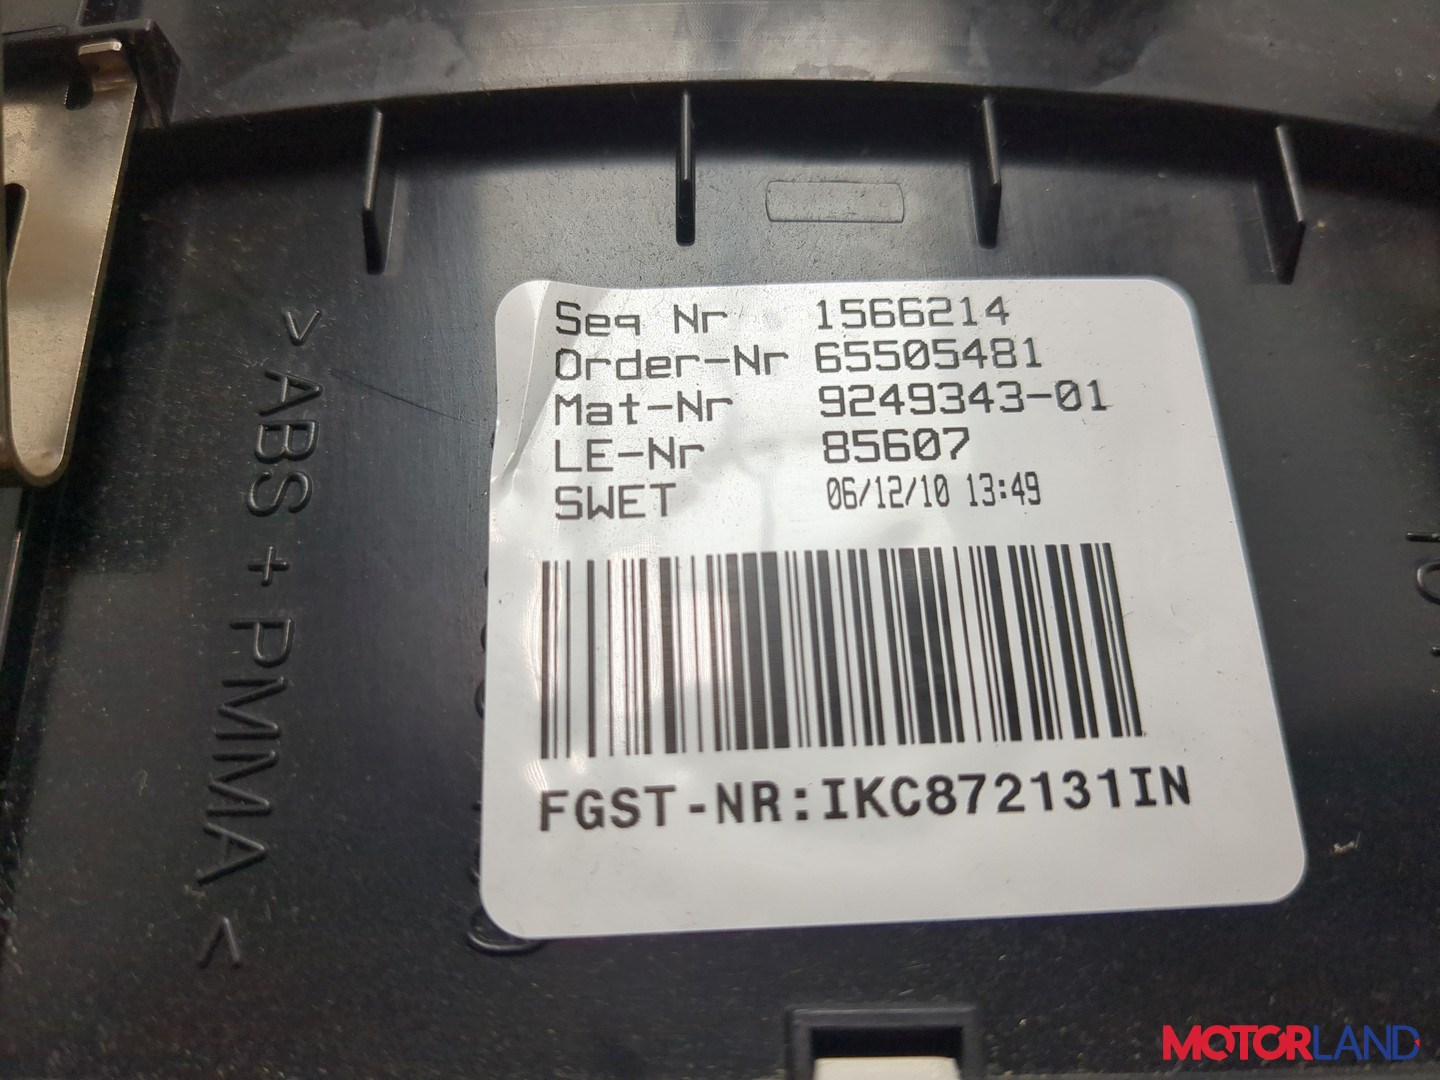 Seq Nr 1566214
Order-Nr 65505481
Mat-Nr 9249343-01
LE-Nr 85607
SWET 06/12/10 13:49
FGST-NR:IKC872131IN
>ABS+PMMA<
MOTORLAND